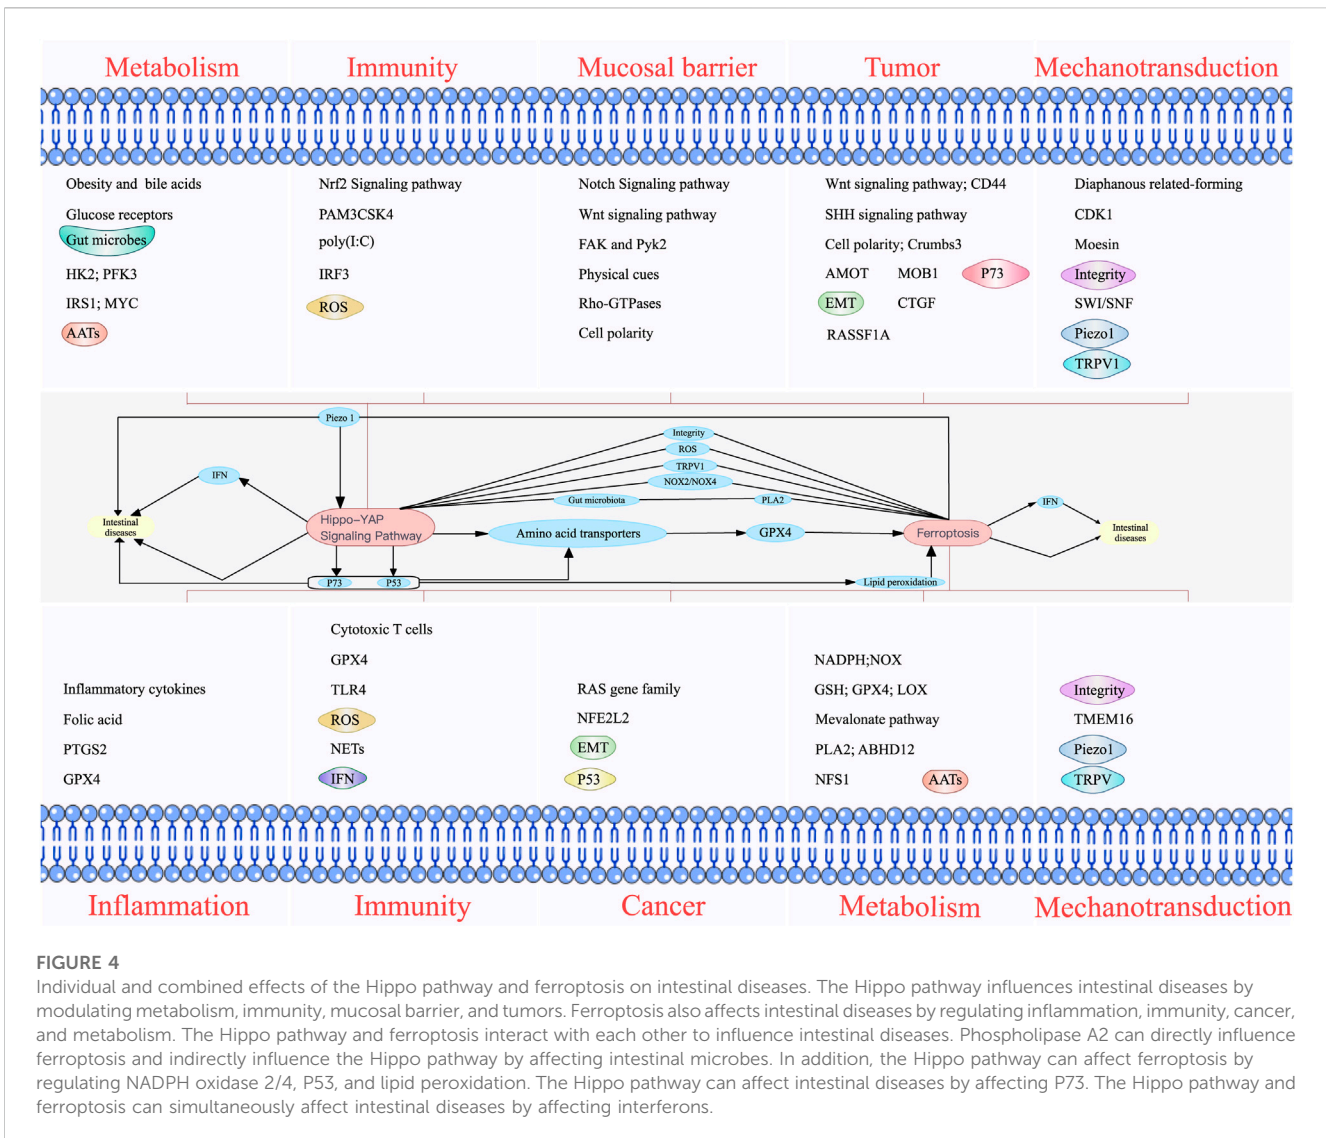 Metabolism
Immunity
Mucosal barrier
Tumor
Mechanotransduction
Obesity and bile acids
Glucose receptors
Gut microbes
HK2; PFK3
IRS1; MYC
AATs
Nrf2 Signaling pathway
PAM3CSK4
poly(I:C)
IRF3
ROS
Notch Signaling pathway
Wnt signaling pathway
FAK and Pyk2
Physical cues
Rho-GTPases
Cell polarity
Wnt signaling pathway; CD44
SHH signaling pathway
Cell polarity; Crumbs3
AMOT MOB1 P73
EMT CTGF
RASSF1A
Diaphanous related-forming
CDK1
Moesin
Integrity
SWI/SNF
Piezo1
TRPV1
Piezo 1
IFN
Intestinal
diseases
Hippo-YAP
Signaling Pathway
P73
P53
Integrity
ROS
TRPV1
NOX2/NOX4
Gut microbiota
PLA2
Amino acid transporters
GPX4
Lipid peroxidation
Ferroptosis
IFN
Intestinal
diseases
Inflammatory cytokines
Folic acid
PTGS2
GPX4
Cytotoxic T cells
GPX4
TLR4
ROS
NETs
IFN
RAS gene family
NFE2L2
EMT
P53
NADPH;NOX
GSH; GPX4; LOX
Mevalonate pathway
PLA2; ABHD12
NFS1 AATs
Integrity
TMEM16
Piezo1
TRPV
Inflammation
Immunity
Cancer
Metabolism
Mechanotransduction
FIGURE 4
Individual and combined effects of the Hippo pathway and ferroptosis on intestinal diseases. The Hippo pathway influences intestinal diseases by
modulating metabolism, immunity, mucosal barrier, and tumors. Ferroptosis also affects intestinal diseases by regulating inflammation, immunity, cancer,
and metabolism. The Hippo pathway and ferroptosis interact with each other to influence intestinal diseases. Phospholipase A2 can directly influence
ferroptosis and indirectly influence the Hippo pathway by affecting intestinal microbes. In addition, the Hippo pathway can affect ferroptosis by
regulating NADPH oxidase 2/4, P53, and lipid peroxidation. The Hippo pathway can affect intestinal diseases by affecting P73. The Hippo pathway and
ferroptosis can simultaneously affect intestinal diseases by affecting interferons.